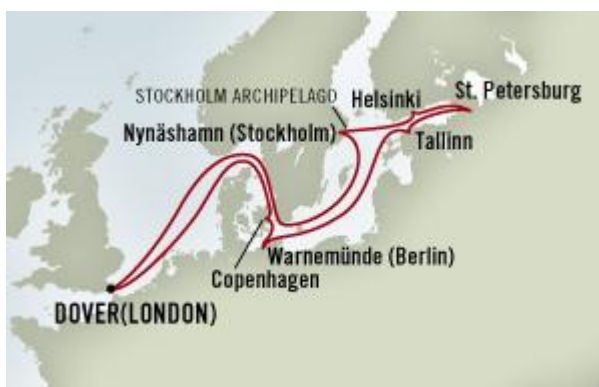 St. Petersburg
Helsinki
STOCKHOLM ARCHIPELAGO
Nynäshamn (Stockholm)
Tallinn
Warnemünde (Berlin)
Copenhagen
DOVER(LONDON)